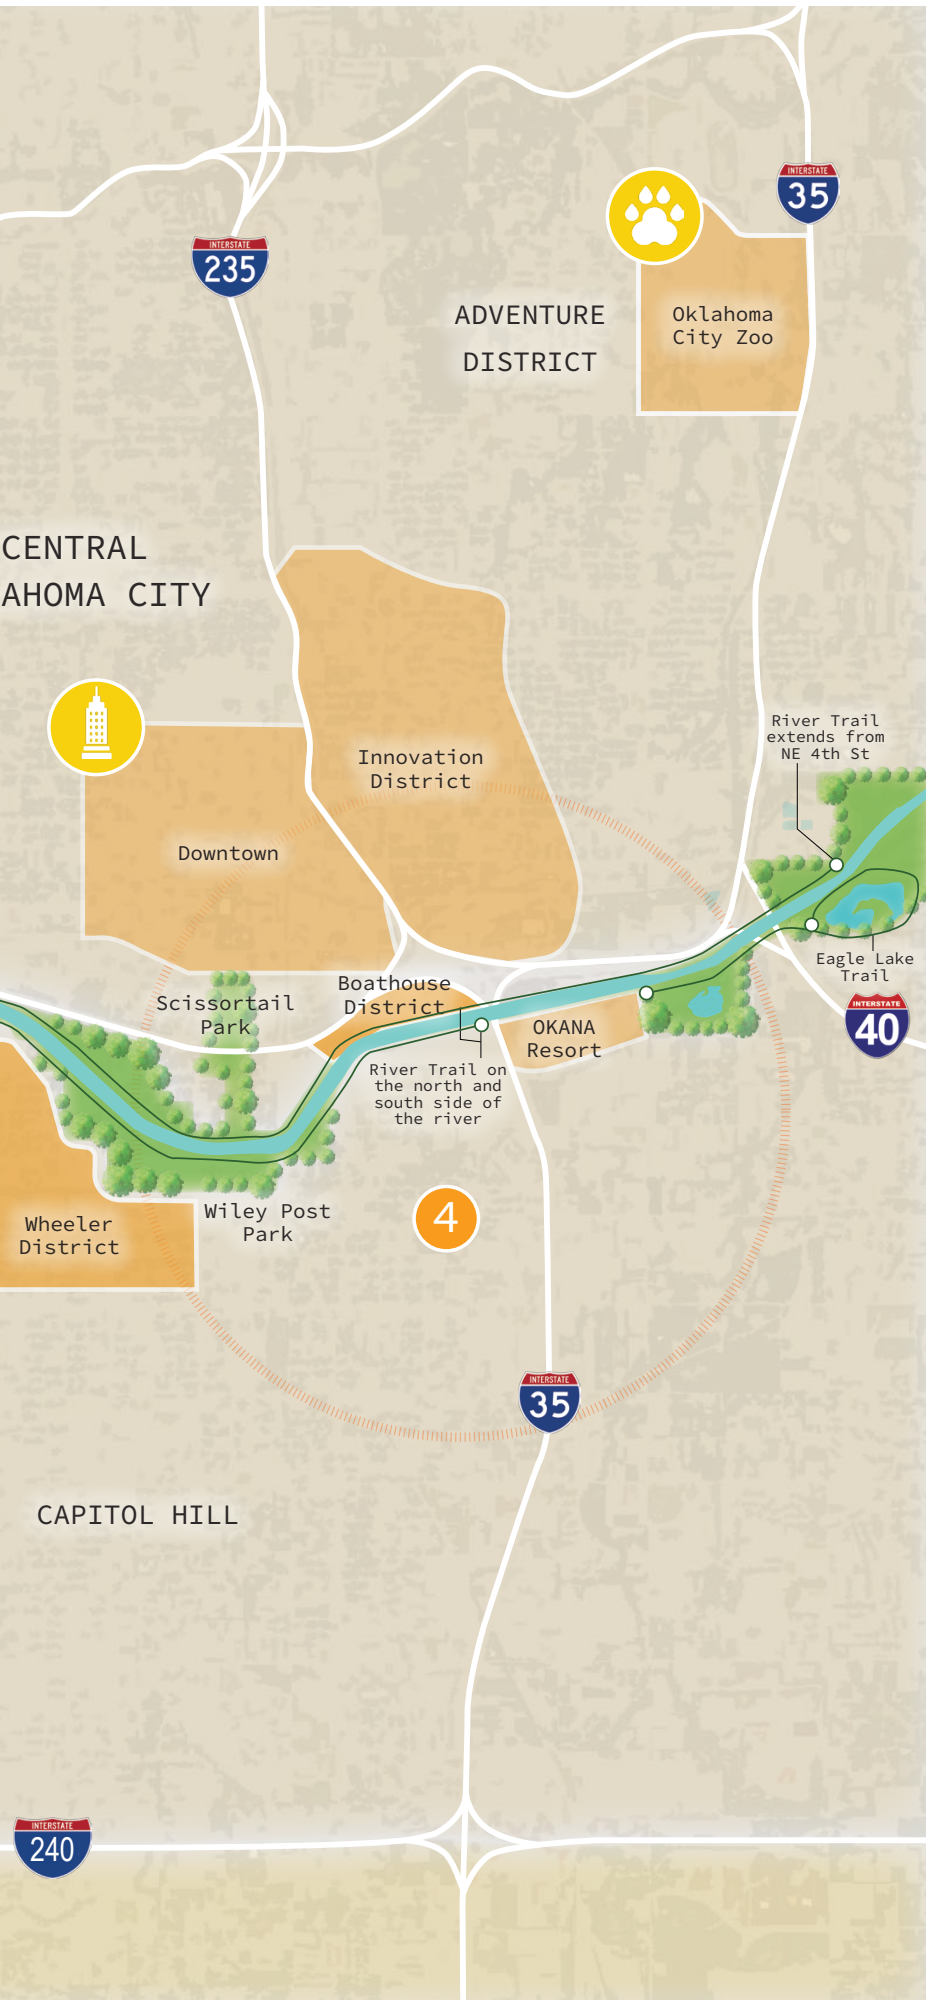 INTERSTATE
35
INTERSTATE
235
ADVENTURE
DISTRICT
Oklahoma
City Zoo
CENTRAL
AHOMA CITY
River Trail
extends from
NE 4th St
Innovation
District
Downtown
Eagle Lake
Trail
Boathouse
District
Scissortail
Park
INTERSTATE
40
OKANA
Resort
River Trail on
the north and
south side of
the river
Wiley Post
Park
4
Wheeler
District
INTERSTATE
35
CAPITOL HILL
INTERSTATE
240